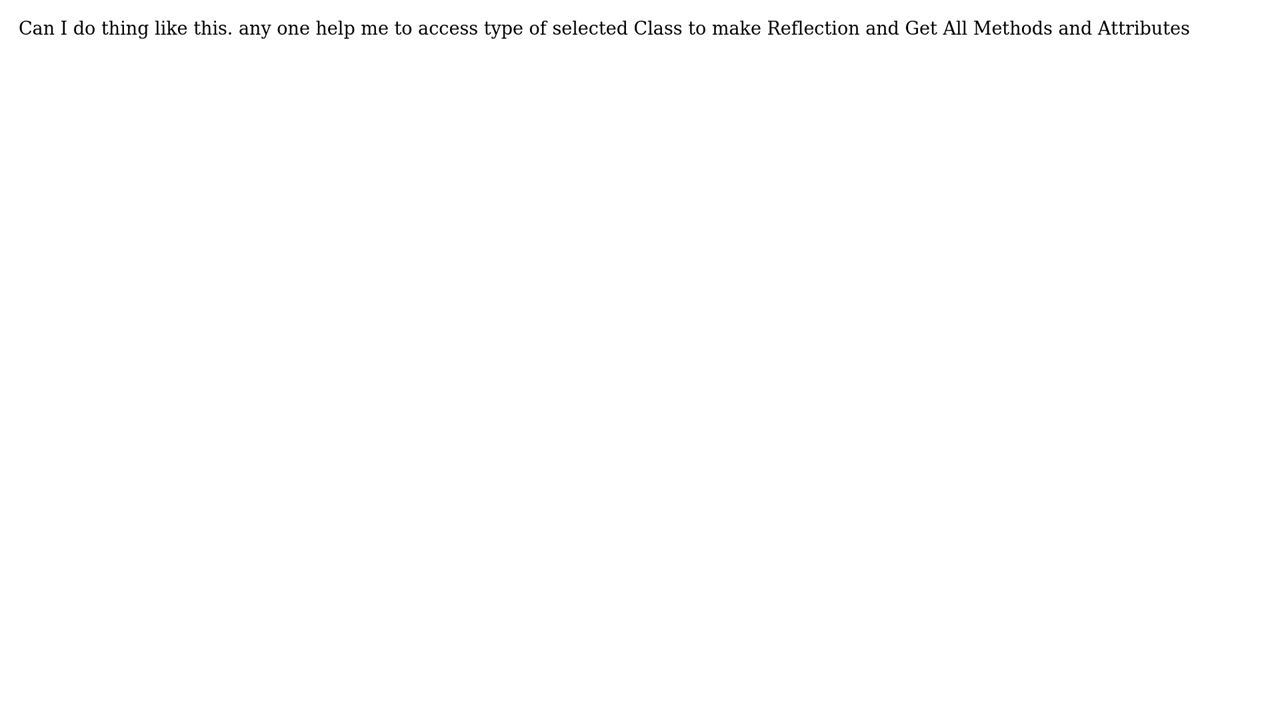 Can I do thing like this. any one help me to access type of selected Class to make Reflection and Get All Methods and Attributes